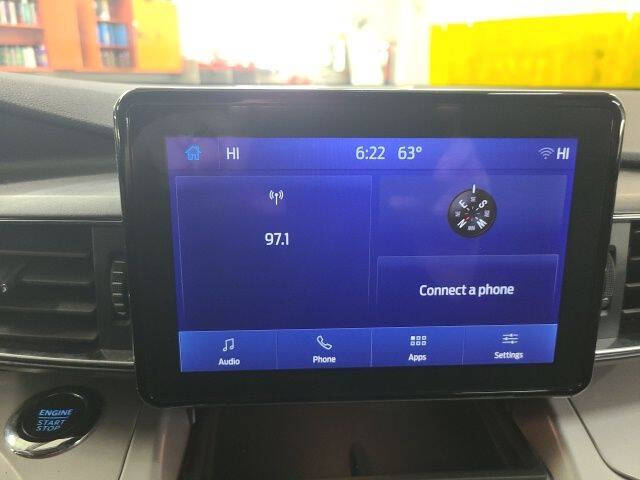 HI 6:22 63° HI
97.1
E S
N W
Connect a phone
Audio Phone Apps Settings
ENGINE
START
STOP